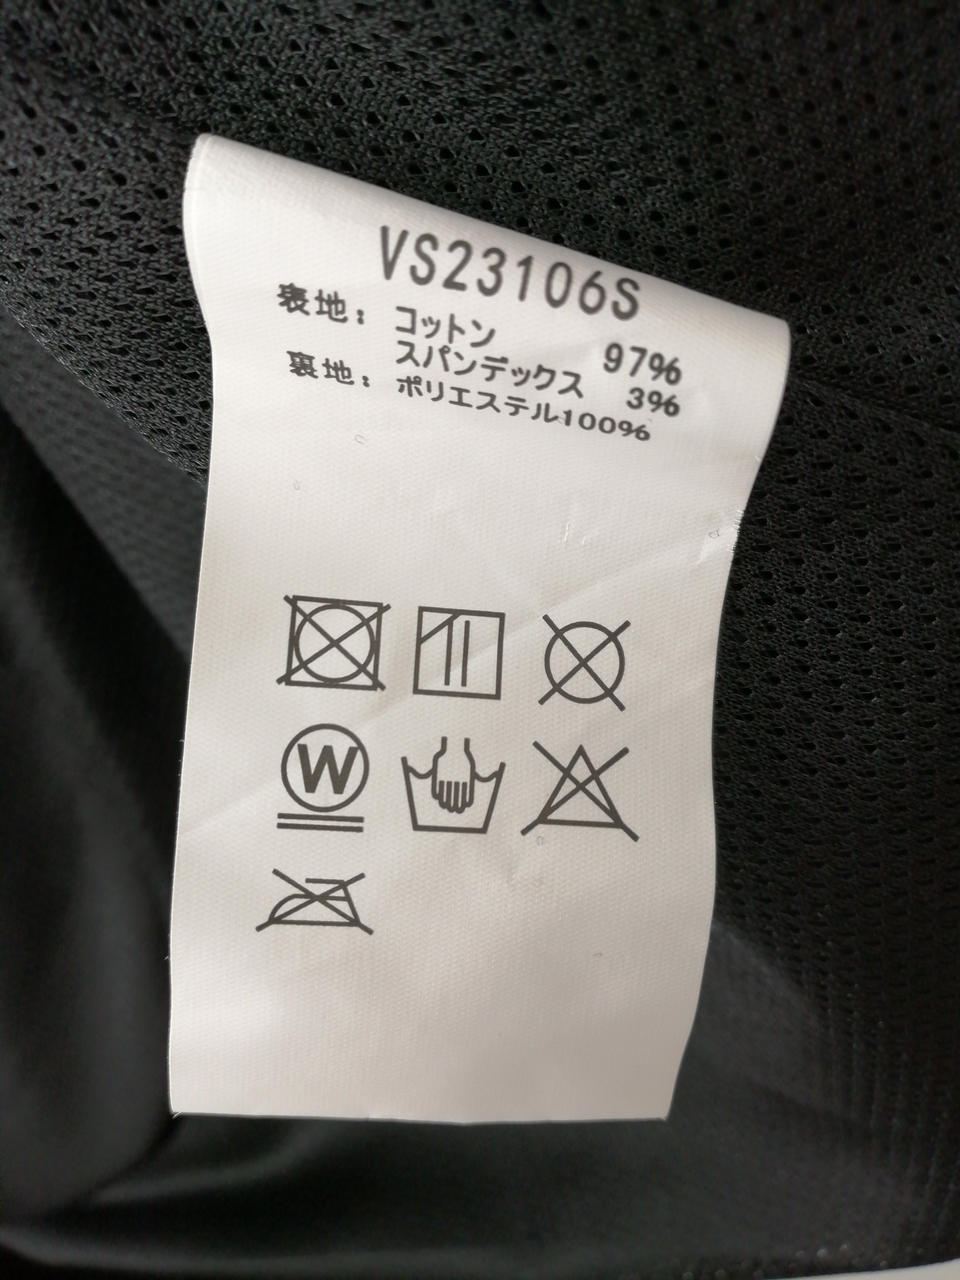 VS23106S
表地: コットン 97%
スパンデックス 3%
裏地: ポリエステル100%
W